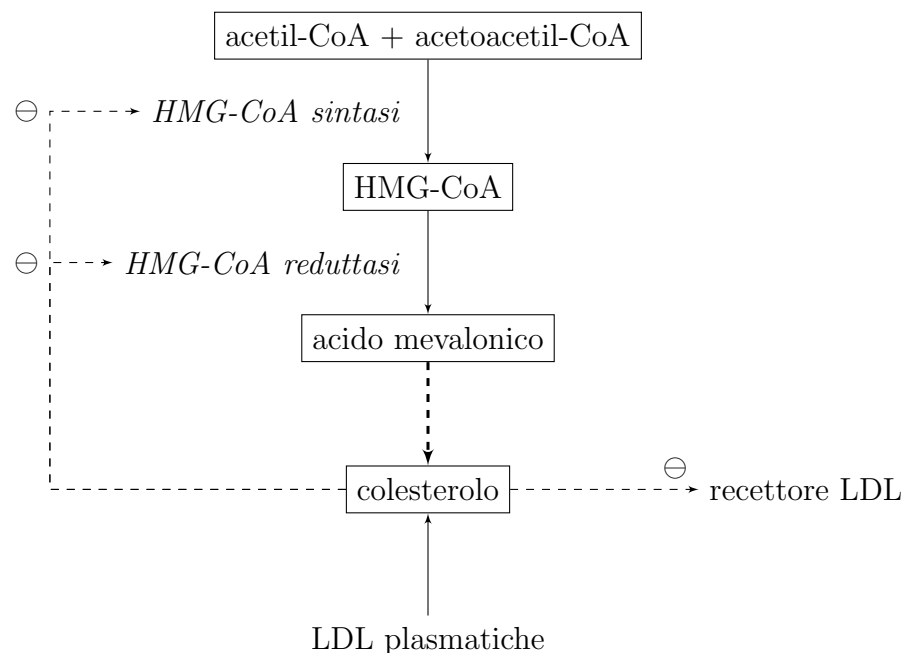 acetil-CoA + acetoacetil-CoA
⊖ HMG-CoA sintasi
HMG-CoA
⊖ HMG-CoA reduttasi
acido mevalonico
⊖
colesterolo
recettore LDL
LDL plasmatiche